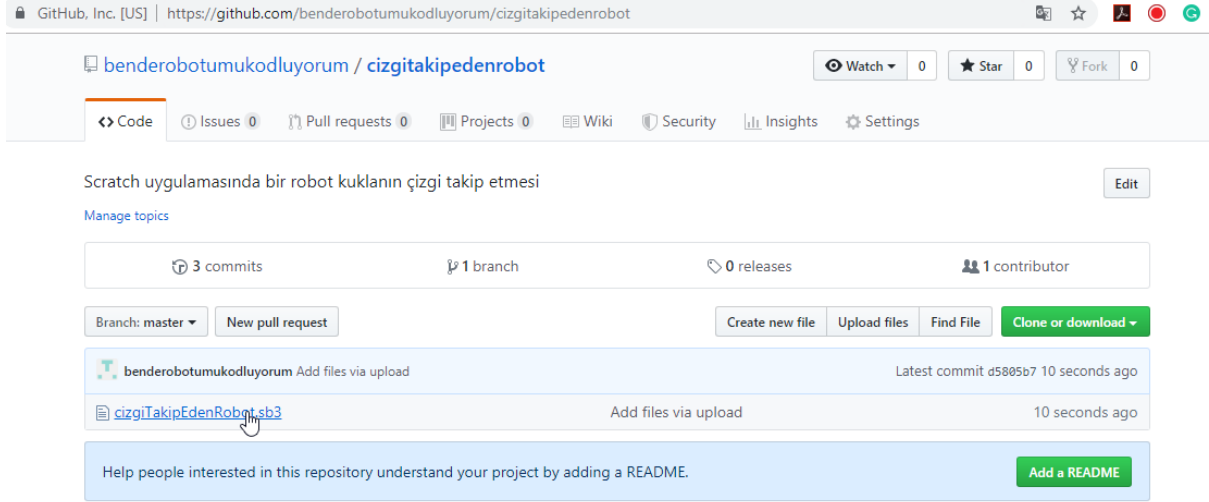 GitHub, Inc. [US] | https://github.com/benderobotumukodluyorum/cizgitakipedenrobot
benderobotumukodluyorum / cizgitakipedenrobot Watch 0 Star 0 Fork 0
Code Issues 0 Pull requests 0 Projects 0 Wiki Security Insights Settings
Scratch uygulamasında bir robot kuklanın çizgi takip etmesi Edit
Manage topics
3 commits 1 branch 0 releases 1 contributor
Branch: master New pull request Create new file Upload files Find File Clone or download
benderobotumukodluyorum Add files via upload Latest commit d5805b7 10 seconds ago
cizgiTakipEdenRobot.sb3 Add files via upload 10 seconds ago
Help people interested in this repository understand your project by adding a README. Add a README